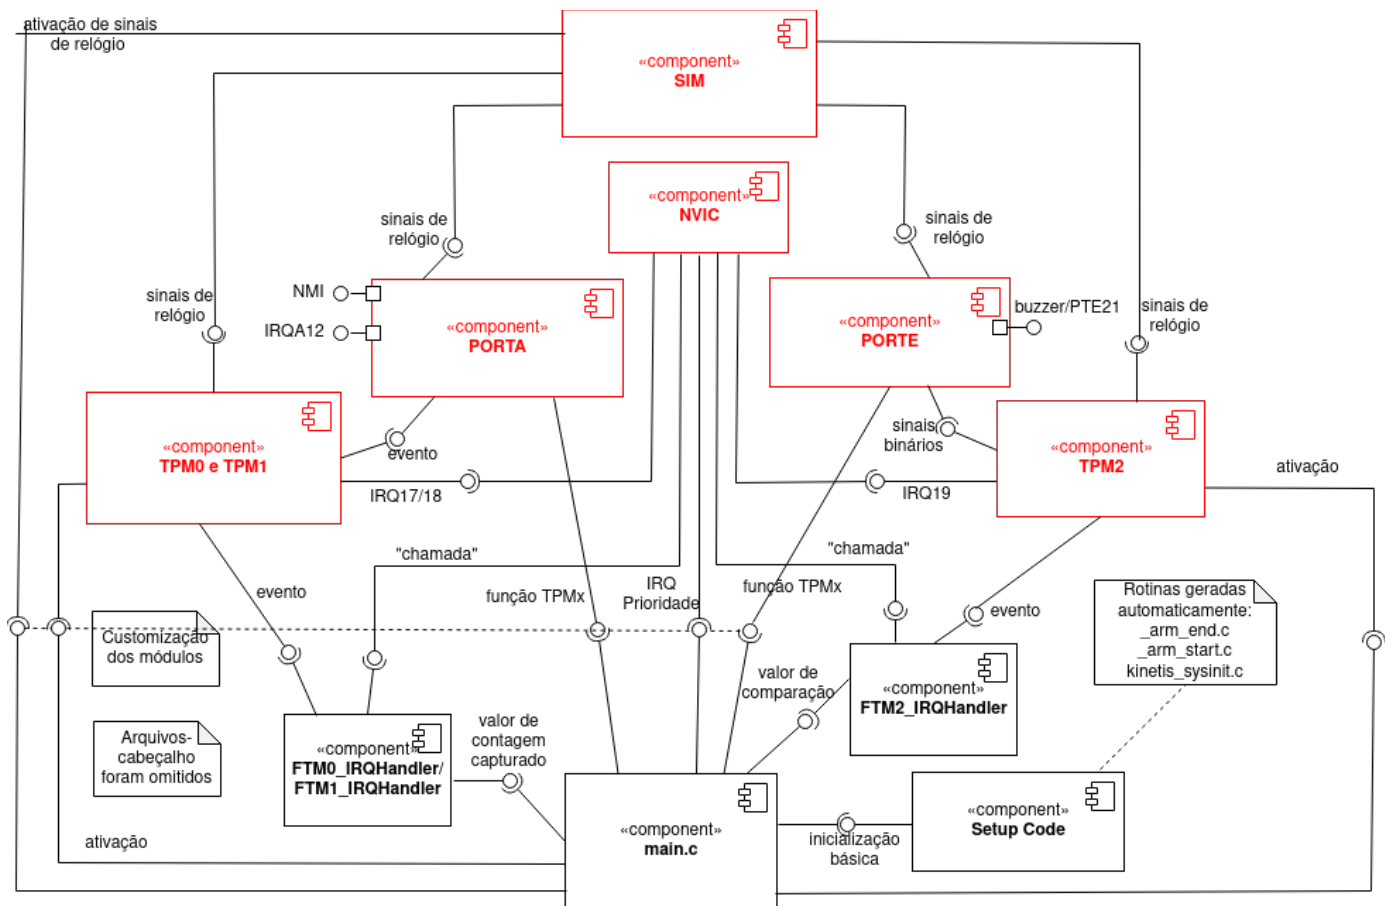 ativação de sinais
de relógio
«component»
SIM
«component»
NVIC
sinais de
relógio
sinais de
relógio
NMI
IRQA12
«component»
PORTA
«component»
PORTE
buzzer/PTE21
sinais de
relógio
sinais de
relógio
«component»
TPM0 e TPM1
evento
IRQ17/18
sinais
binários
IRQ19
«component»
TPM2
ativação
"chamada"
"chamada"
evento
função TPMx
IRQ
Prioridade
função TPMx
evento
Rotinas geradas
automaticamente:
_arm_end.c
_arm_start.c
kinetis_sysinit.c
Customização
dos módulos
valor de
comparação
«component»
FTM2_IRQHandler
Arquivos-
cabeçalho
foram omitidos
«component»
FTM0_IRQHandler/
FTM1_IRQHandler
valor de
contagem
capturado
«component»
main.c
inicialização
básica
«component»
Setup Code
ativação